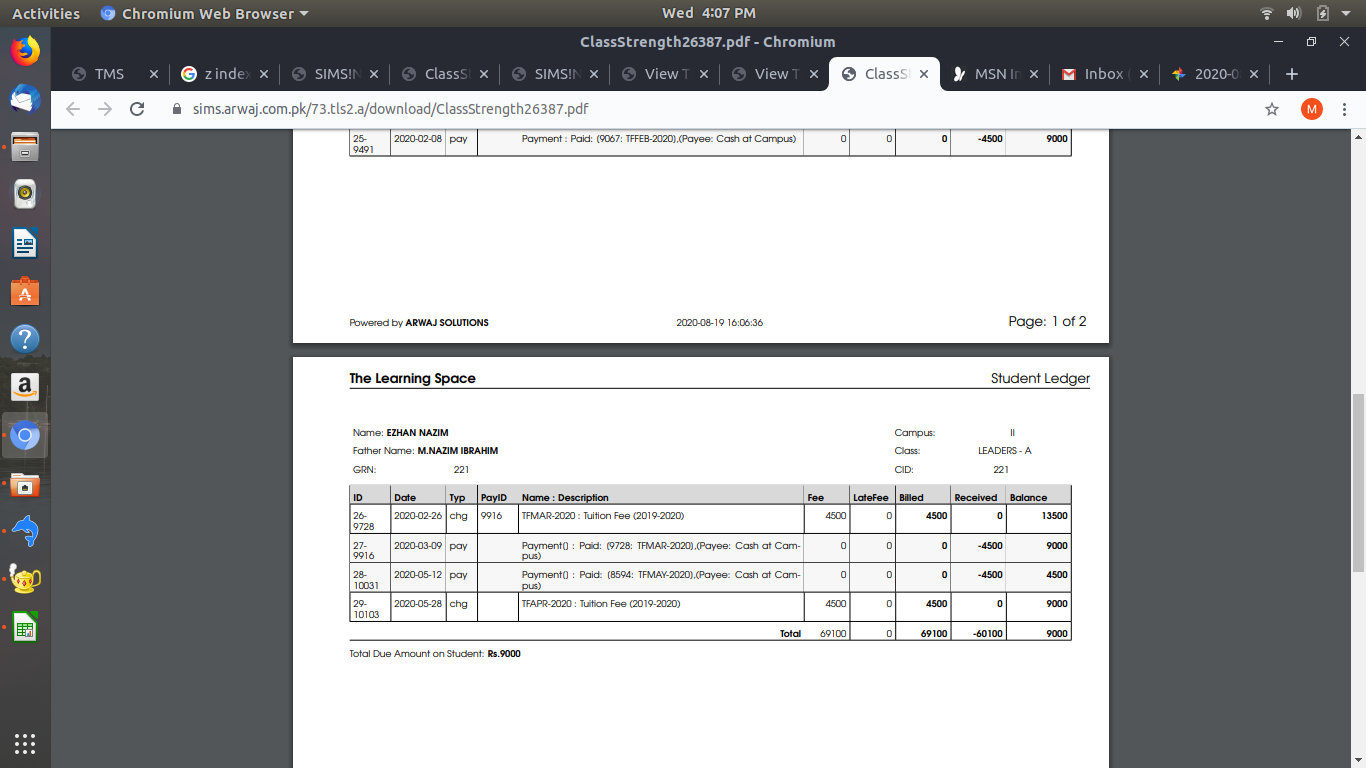 Activities Chromium Web Browser Wed 4:07 PM
ClassStrength26387.pdf - Chromium
TMS z index SIMS!N ClassS SIMS!N View T View T ClassS MSN In Inbox ( 2020-0
sims.arwaj.com.pk/73.tls2.a/download/ClassStrength26387.pdf M
25- 2020-02-08 pay Payment : Paid: (9067: TFFEB-2020),(Payee: Cash at Campus) 0 0 0 -4500 9000
9491
Powered by ARWAJ SOLUTIONS 2020-08-19 16:06:36 Page: 1 of 2
The Learning Space Student Ledger
Name: EZHAN NAZIM Campus: II
Father Name: M.NAZIM IBRAHIM Class: LEADERS - A
GRN: 221 CID: 221
ID Date Typ PayID Name : Description Fee LateFee Billed Received Balance
26- 2020-02-26 chg 9916 TFMAR-2020 : Tuition Fee (2019-2020) 4500 0 4500 0 13500
9728
27- 2020-03-09 pay Payment() : Paid: (9728: TFMAR-2020),(Payee: Cash at Cam- 0 0 0 -4500 9000
9916 pus)
28- 2020-05-12 pay Payment() : Paid: (8594: TFMAY-2020),(Payee: Cash at Cam- 0 0 0 -4500 4500
10031 pus)
29- 2020-05-28 chg TFAPR-2020 : Tuition Fee (2019-2020) 4500 0 4500 0 9000
10103
Total 69100 0 69100 -60100 9000
Total Due Amount on Student: Rs.9000